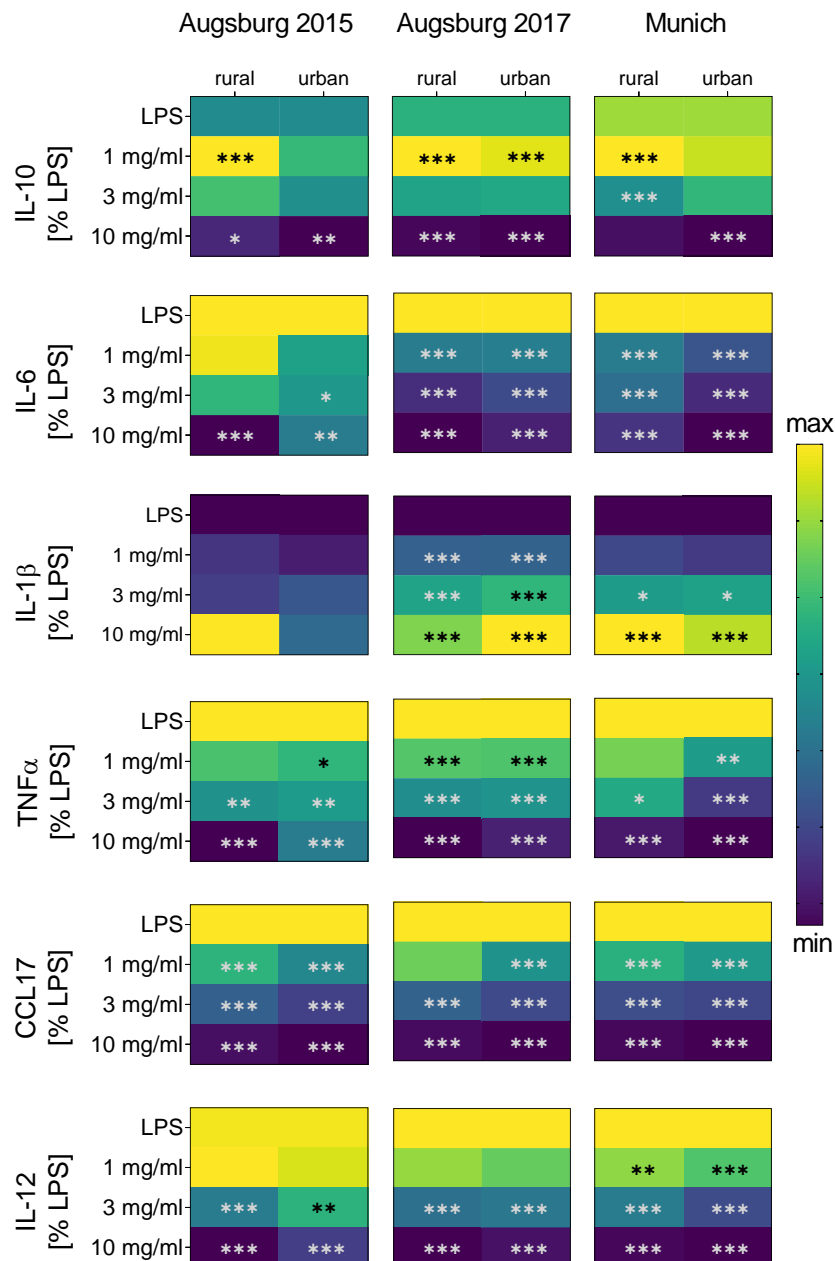 Augsburg 2015 Augsburg 2017 Munich
rural urban rural urban rural urban
IL-10
[% LPS]
LPS
1 mg/ml *** *** *** ***
3 mg/ml ***
10 mg/ml * ** *** *** ***
IL-6
[% LPS]
LPS
1 mg/ml *** *** *** ***
3 mg/ml * *** *** *** ***
10 mg/ml *** ** *** *** *** ***
max
IL-1β
[% LPS]
LPS
1 mg/ml *** ***
3 mg/ml *** *** * *
10 mg/ml *** *** *** ***
TNFα
[% LPS]
LPS
1 mg/ml * *** *** **
3 mg/ml ** ** *** *** * ***
10 mg/ml *** *** *** *** *** ***
min
CCL17
[% LPS]
LPS
1 mg/ml *** *** *** *** ***
3 mg/ml *** *** *** *** *** ***
10 mg/ml *** *** *** *** *** ***
IL-12
[% LPS]
LPS
1 mg/ml ** ***
3 mg/ml *** ** *** *** *** ***
10 mg/ml *** *** *** *** *** ***